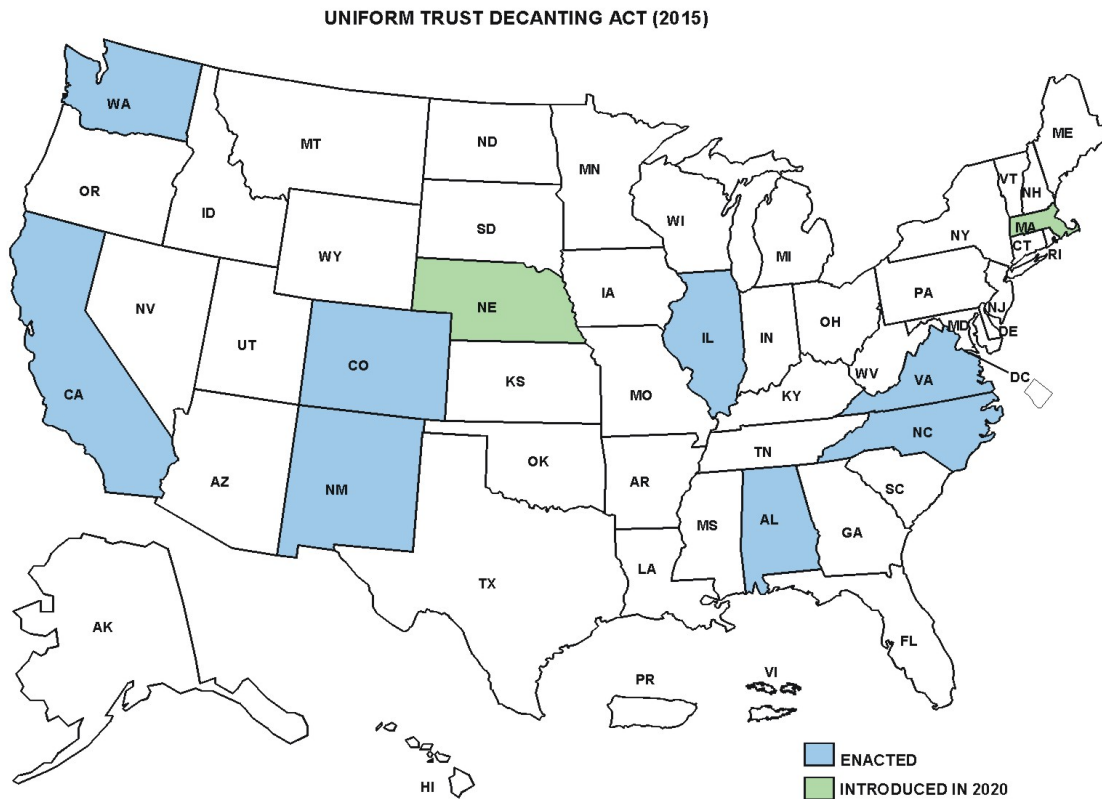 UNIFORM TRUST DECANTING ACT (2015)
WA
MT
ND
MN
ME
OR
ID
WY
SD
WI
MI
NY
VT
NH
MA
CT
RI
NV
UT
CO
NE
IA
IL
IN
OH
PA
NJ
MD
DE
CA
KS
MO
KY
WV
VA
DC
AZ
NM
OK
AR
TN
NC
SC
TX
LA
MS
AL
GA
FL
AK
HI
PR
VI
ENACTED
INTRODUCED IN 2020